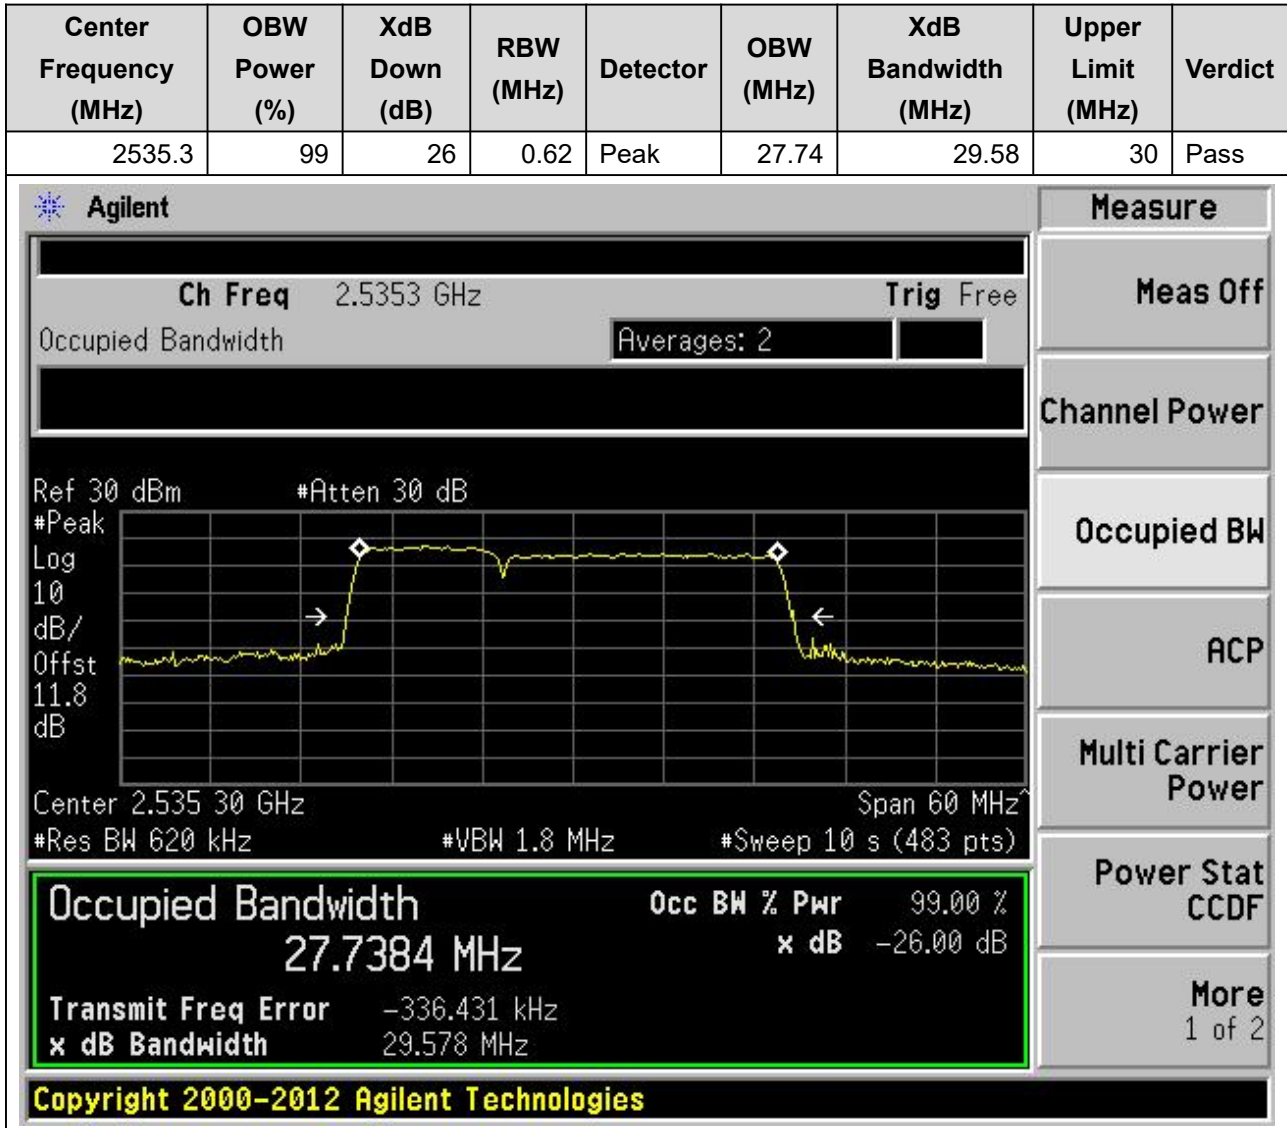 Center Frequency (MHz) OBW Power (%) XdB Down (dB) RBW (MHz) Detector OBW (MHz) XdB Bandwidth (MHz) Upper Limit (MHz) Verdict
2535.3 99 26 0.62 Peak 27.74 29.58 30 Pass
Agilent
Measure
Ch Freq 2.5353 GHz Trig Free
Meas Off
Occupied Bandwidth Averages: 2
Channel Power
Ref 30 dBm #Atten 30 dB
#Peak
Occupied BW
Log
10
dB/
Offst
ACP
11.8
dB
Multi Carrier
Power
Center 2.535 30 GHz Span 60 MHz^
#Res BW 620 kHz #VBW 1.8 MHz #Sweep 10 s (483 pts)
Power Stat
CCDF
Occupied Bandwidth Occ BW % Pwr 99.00 %
27.7384 MHz x dB -26.00 dB
Transmit Freq Error -336.431 kHz
x dB Bandwidth 29.578 MHz
More
1 of 2
Copyright 2000-2012 Agilent Technologies